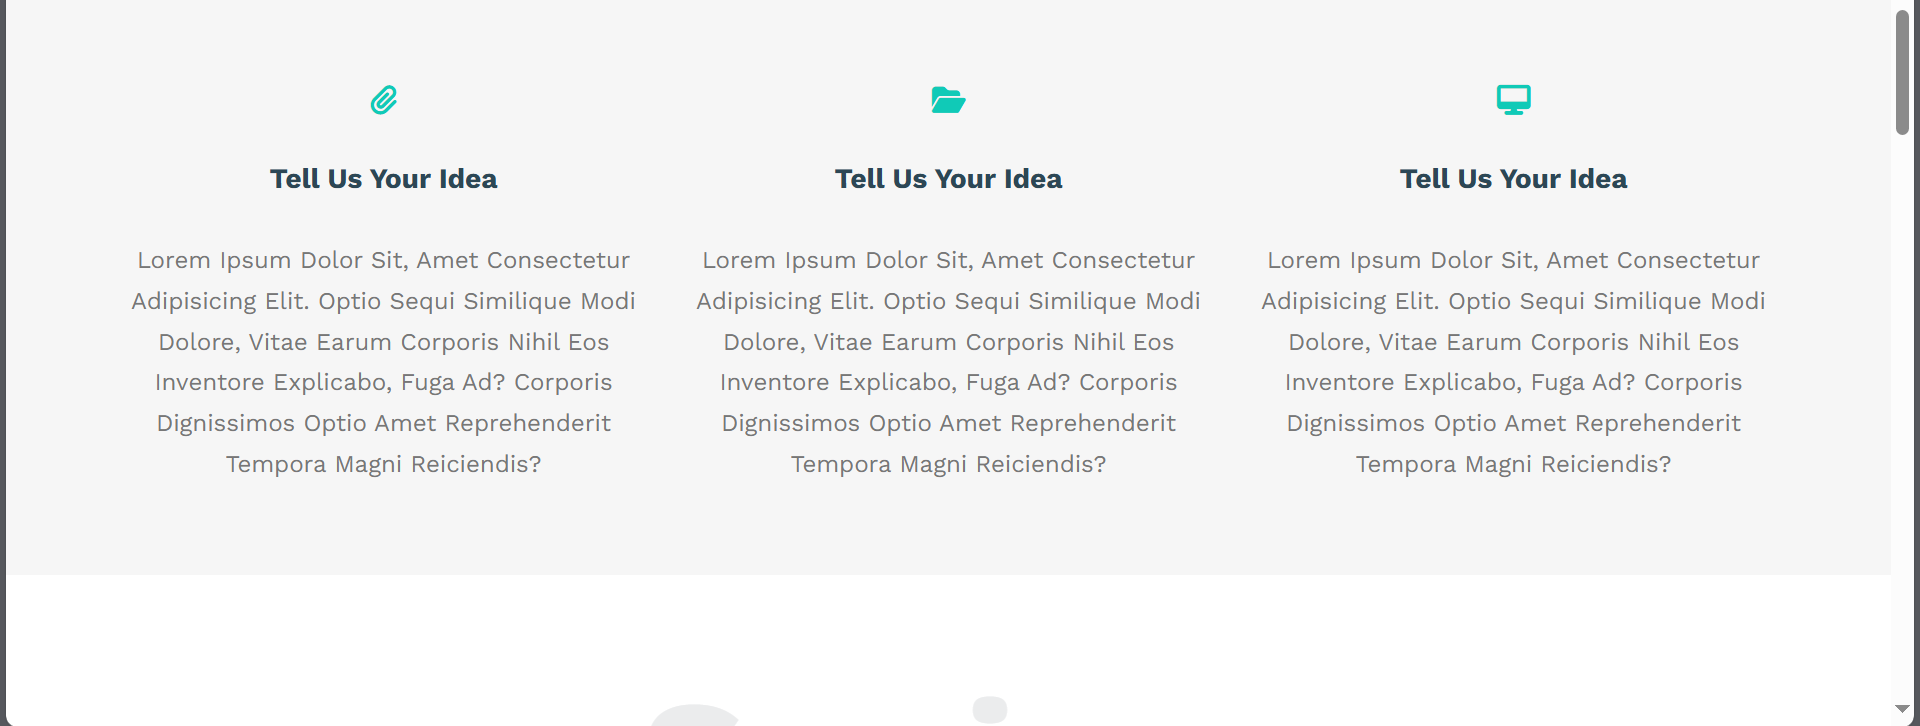 Tell Us Your Idea
Lorem Ipsum Dolor Sit, Amet Consectetur
Adipisicing Elit. Optio Sequi Similique Modi
Dolore, Vitae Earum Corporis Nihil Eos
Inventore Explicabo, Fuga Ad? Corporis
Dignissimos Optio Amet Reprehenderit
Tempora Magni Reiciendis?
Tell Us Your Idea
Lorem Ipsum Dolor Sit, Amet Consectetur
Adipisicing Elit. Optio Sequi Similique Modi
Dolore, Vitae Earum Corporis Nihil Eos
Inventore Explicabo, Fuga Ad? Corporis
Dignissimos Optio Amet Reprehenderit
Tempora Magni Reiciendis?
Tell Us Your Idea
Lorem Ipsum Dolor Sit, Amet Consectetur
Adipisicing Elit. Optio Sequi Similique Modi
Dolore, Vitae Earum Corporis Nihil Eos
Inventore Explicabo, Fuga Ad? Corporis
Dignissimos Optio Amet Reprehenderit
Tempora Magni Reiciendis?